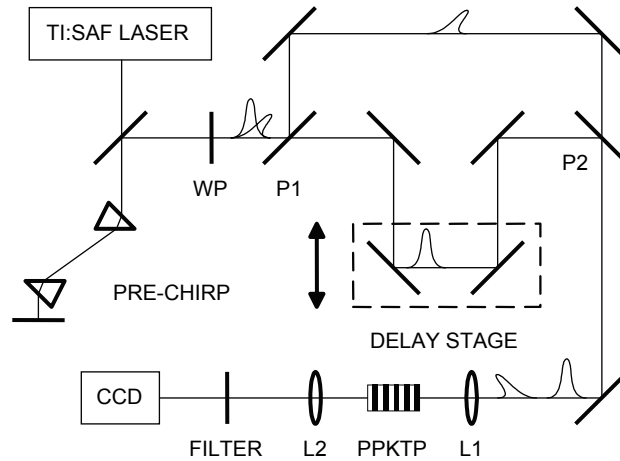 TI:SAF LASER
WP
P1
P2
PRE-CHIRP
DELAY STAGE
CCD
FILTER
L2
PPKTP
L1